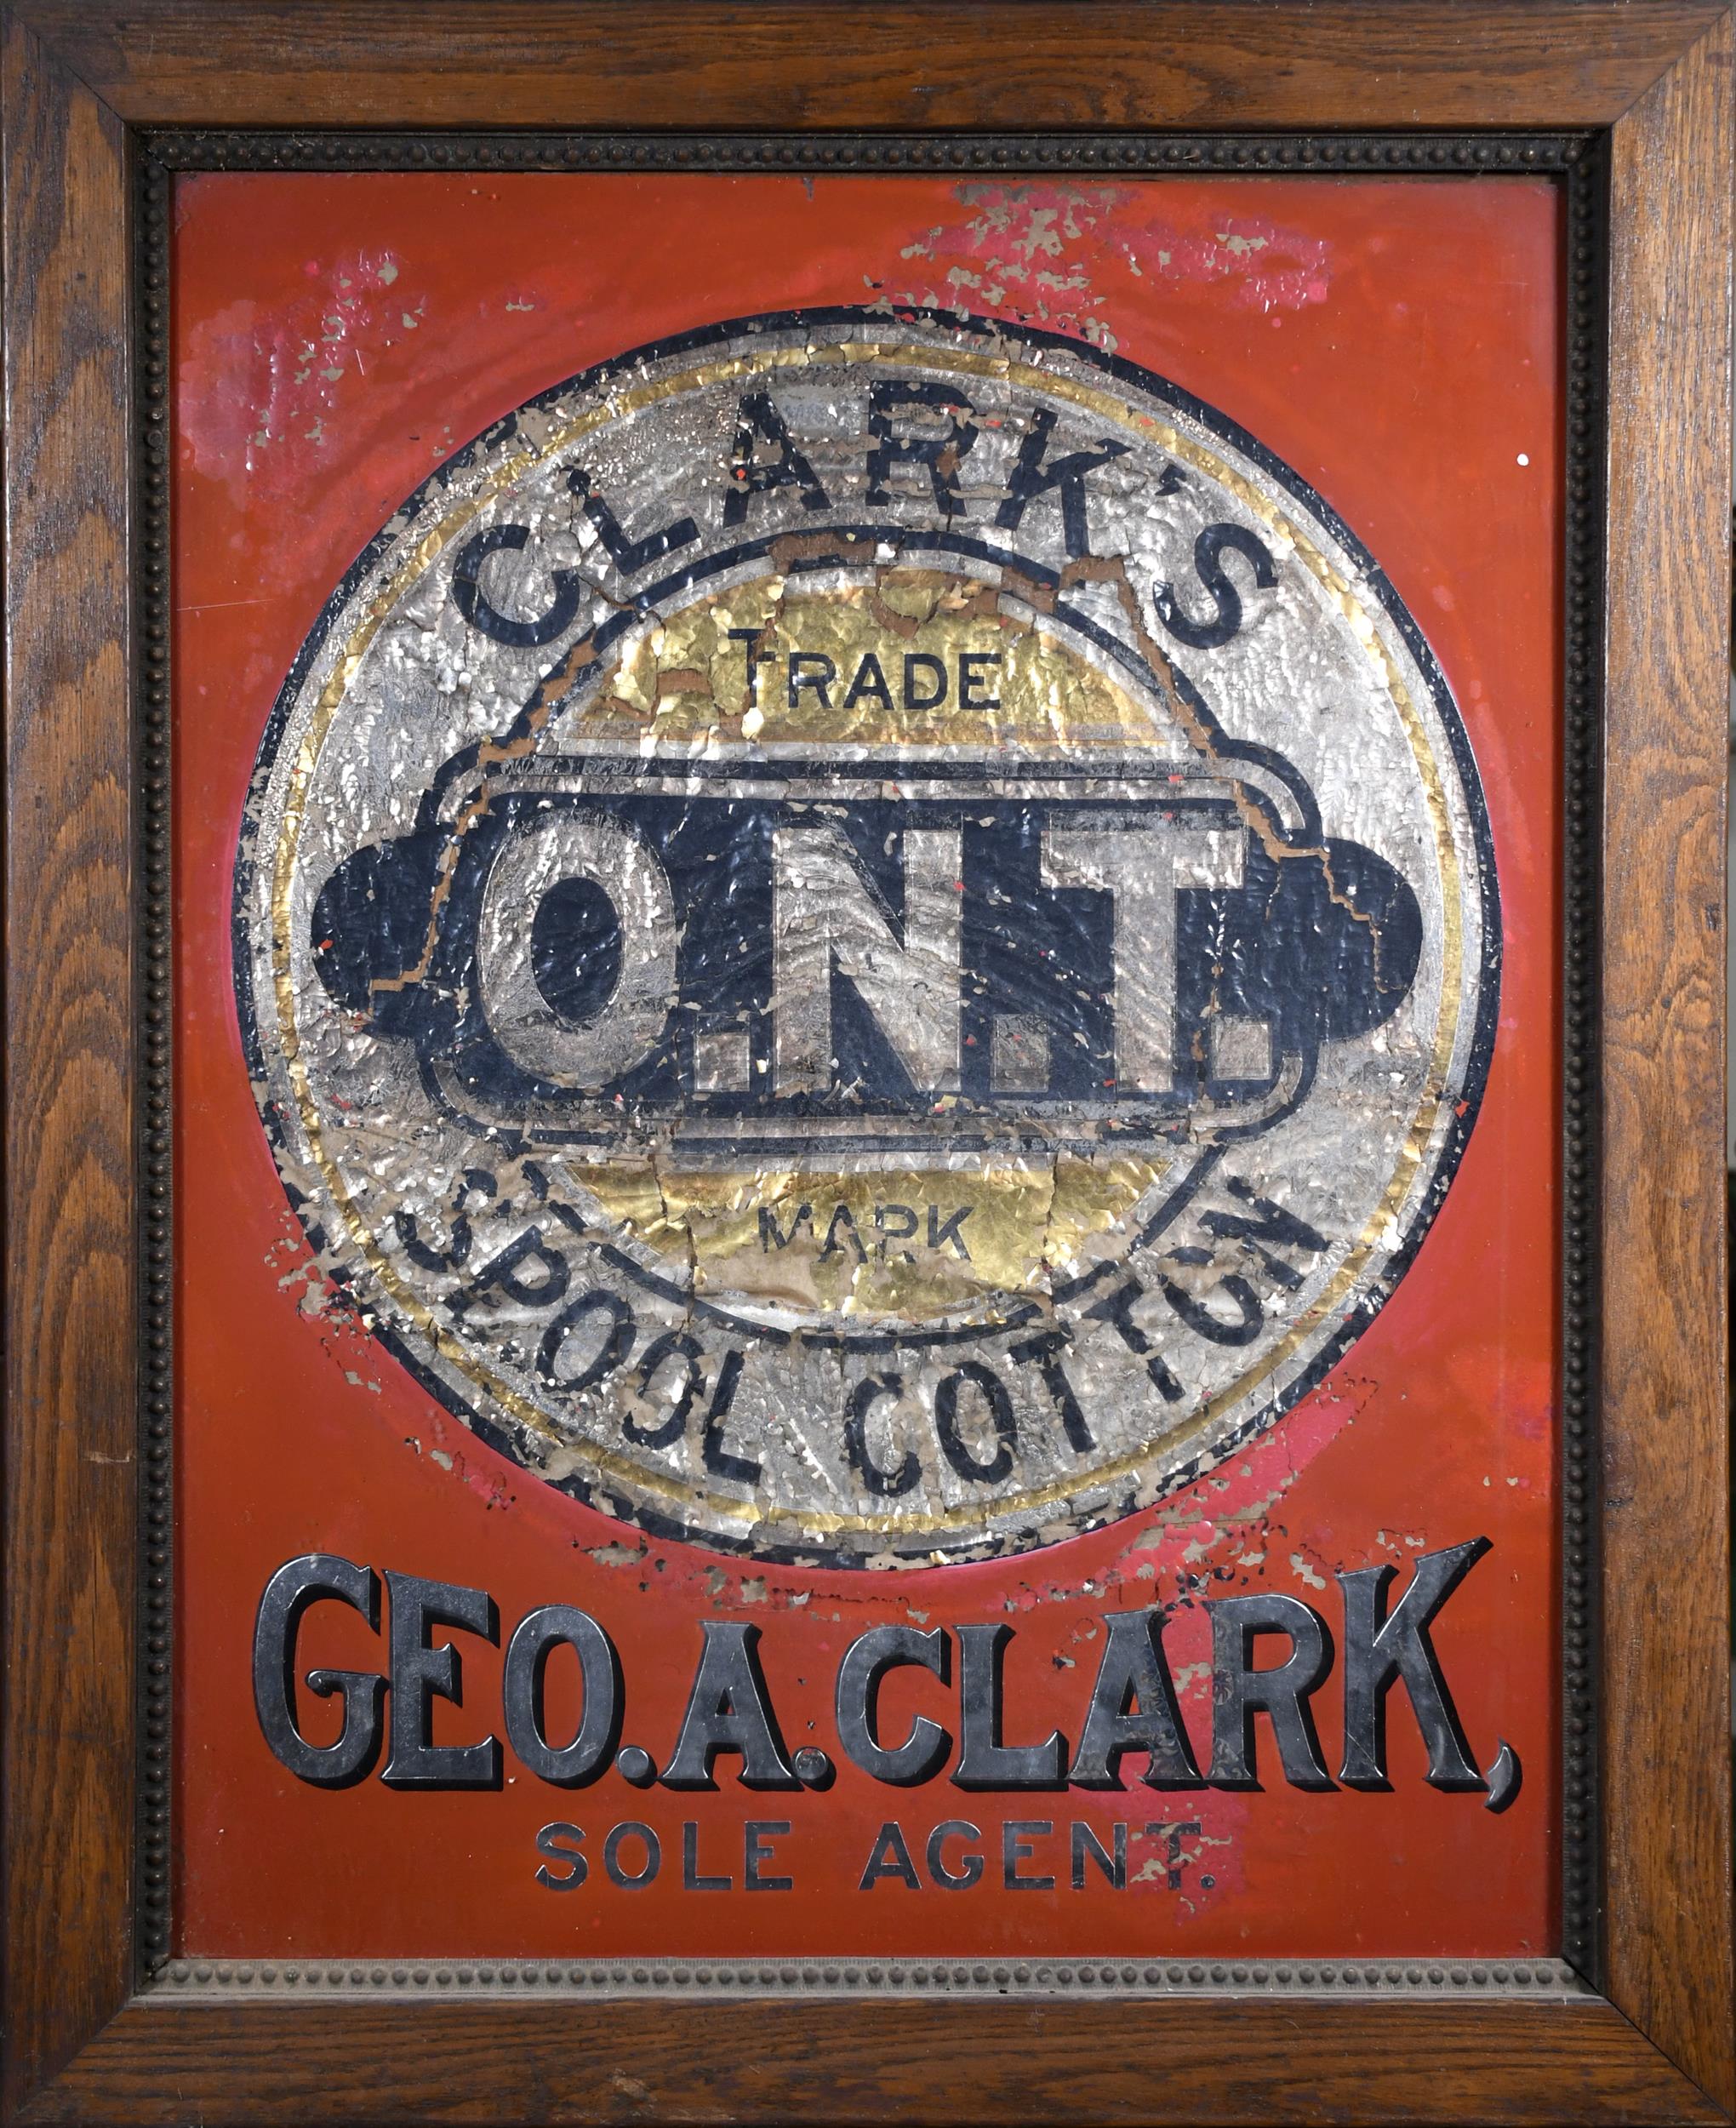 CLARK'S
TRADE
O.N.T.
MARK
SPOOL COTTON
GEO. A. CLARK,
SOLE AGENT.